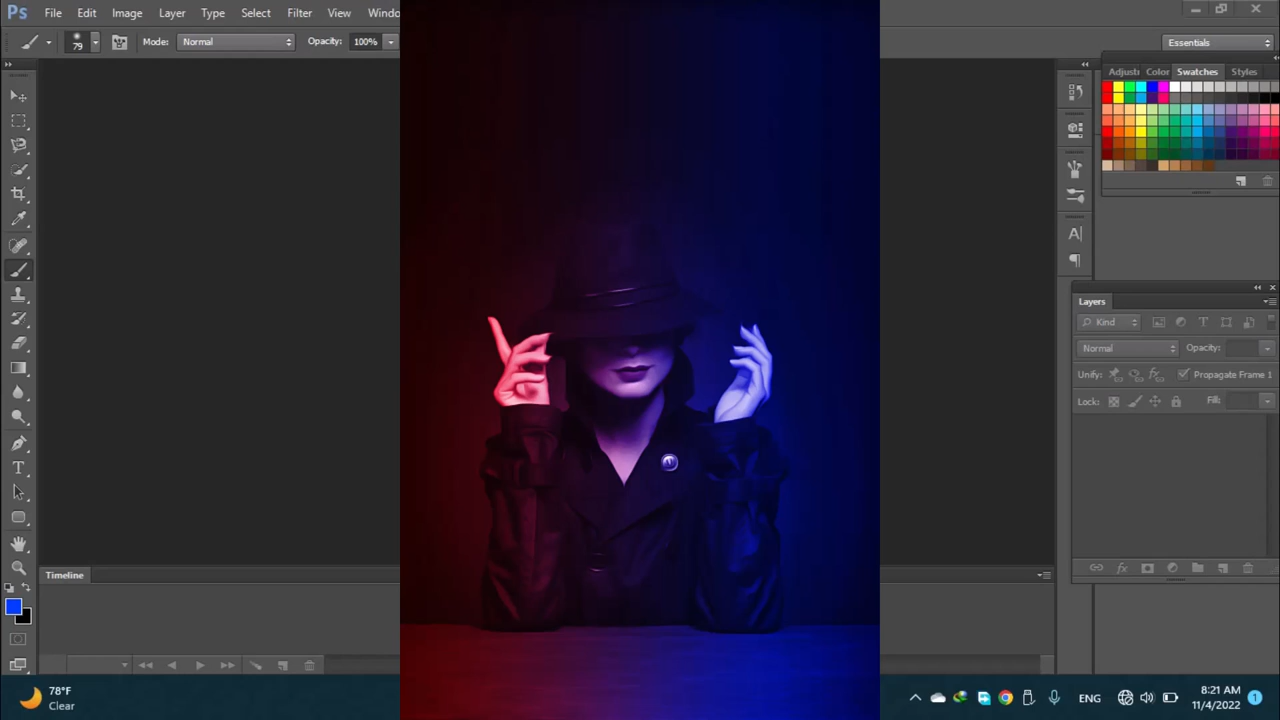 Ps File Edit Image Layer Type Select Filter View Windo
79 Mode: Normal Opacity: 100% Essentials
Adjust Color Swatches Styles
Layers
Kind
Normal Opacity:
Unify: Propagate Frame 1
Lock: Fill:
Timeline
78°F
Clear
ENG
8:21 AM
11/4/2022
1